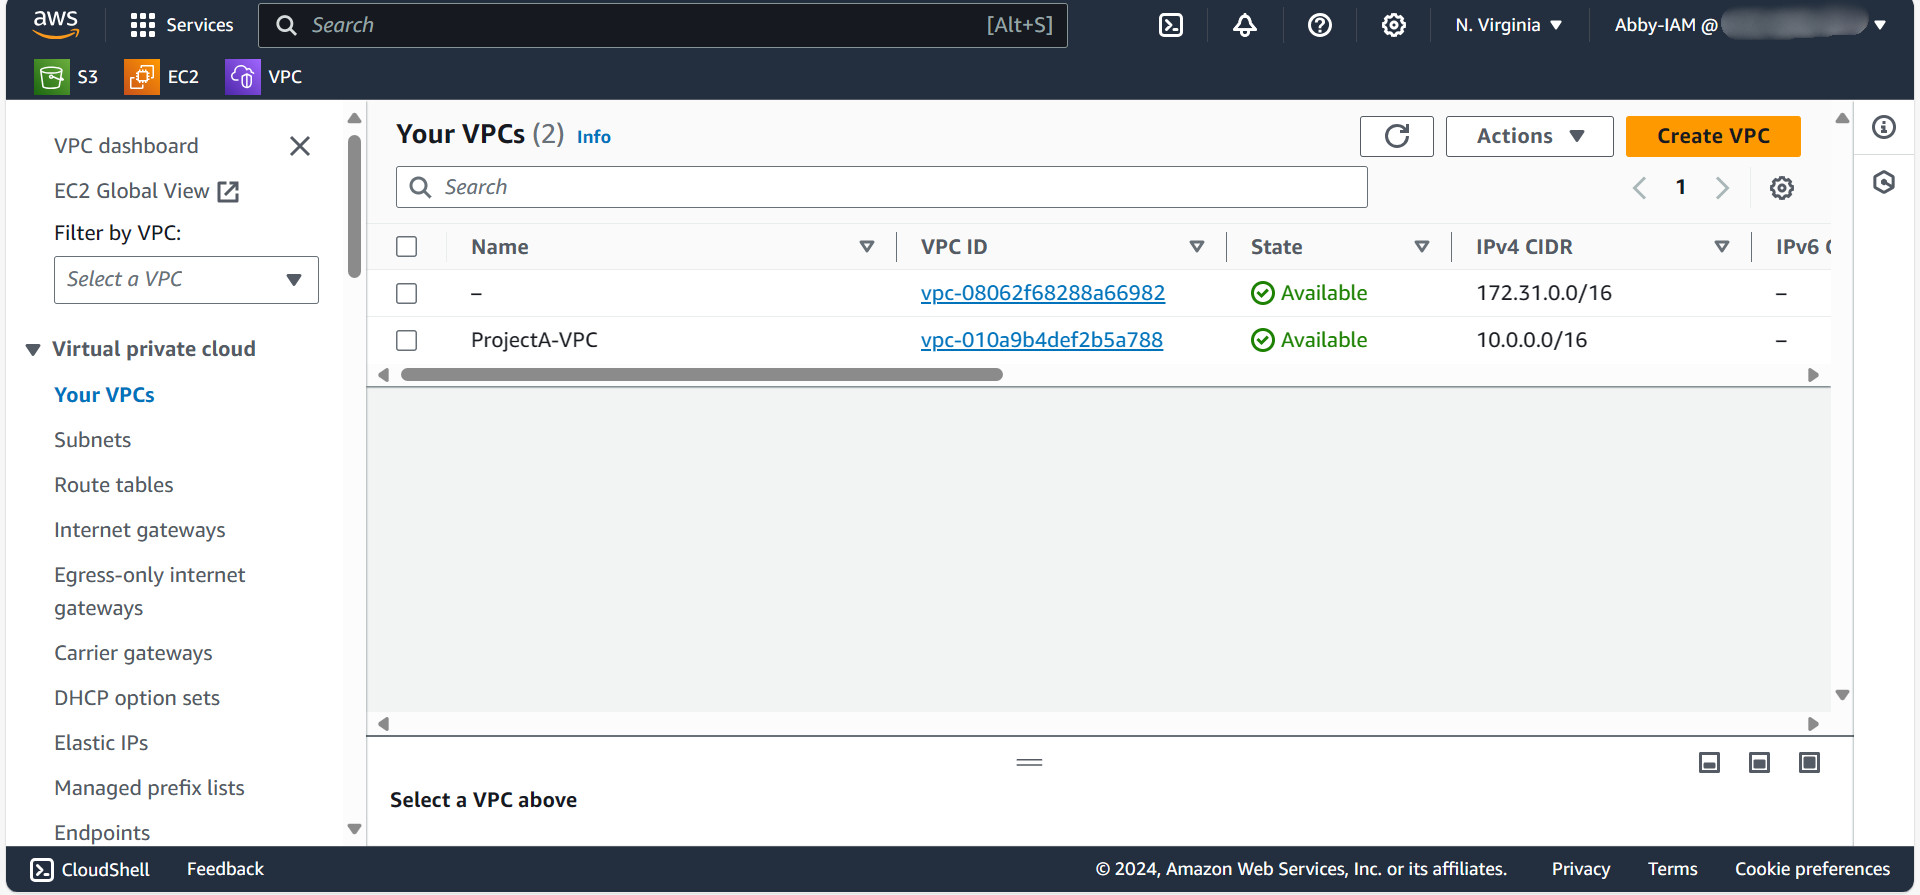 aws
Services
Search [Alt+S]
N. Virginia
Abby-IAM @
S3 EC2 VPC
VPC dashboard
EC2 Global View
Filter by VPC:
Select a VPC
Virtual private cloud
Your VPCs
Subnets
Route tables
Internet gateways
Egress-only internet
gateways
Carrier gateways
DHCP option sets
Elastic IPs
Managed prefix lists
Endpoints
Your VPCs (2) Info
Actions
Create VPC
Search
1
Name VPC ID State IPv4 CIDR IPv6 C
– vpc-08062f68288a66982 Available 172.31.0.0/16 –
ProjectA-VPC vpc-010a9b4def2b5a788 Available 10.0.0.0/16 –
Select a VPC above
CloudShell Feedback © 2024, Amazon Web Services, Inc. or its affiliates. Privacy Terms Cookie preferences